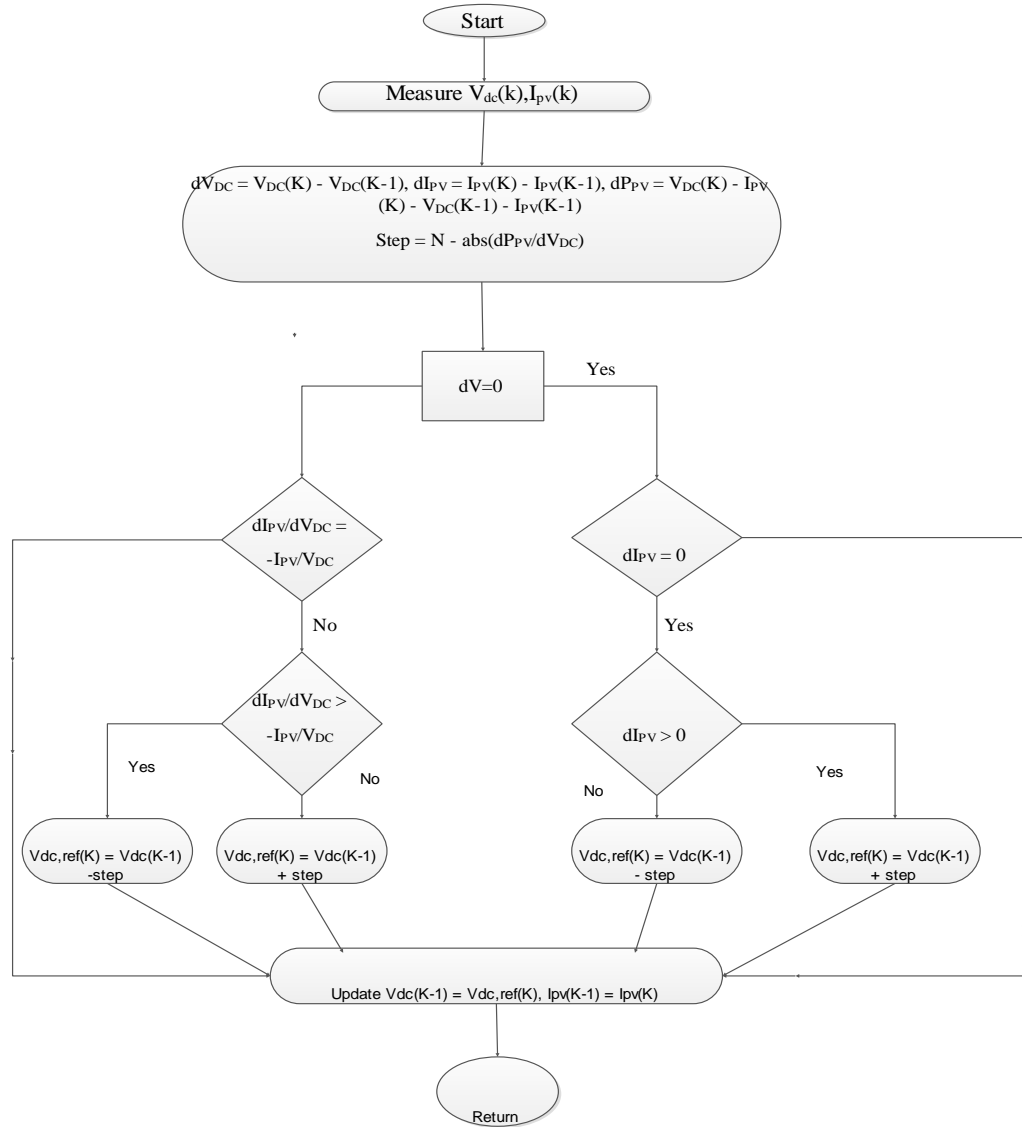 Start
Measure Vdc(k),Ipv(k)
dVDC = VDC(K) - VDC(K-1), dIPV = IPV(K) - IPV(K-1), dPPV = VDC(K) - IPV
(K) - VDC(K-1) - IPV(K-1)
Step = N - abs(dPPV/dVDC)
dV=0
Yes
dIPV/dVDC =
-IPV/VDC
dIPV = 0
No
Yes
dIPV/dVDC >
-IPV/VDC
dIPV > 0
Yes
No
No
Yes
Vdc,ref(K) = Vdc(K-1)
-step
Vdc,ref(K) = Vdc(K-1)
+ step
Vdc,ref(K) = Vdc(K-1)
- step
Vdc,ref(K) = Vdc(K-1)
+ step
Update Vdc(K-1) = Vdc,ref(K), Ipv(K-1) = Ipv(K)
Return